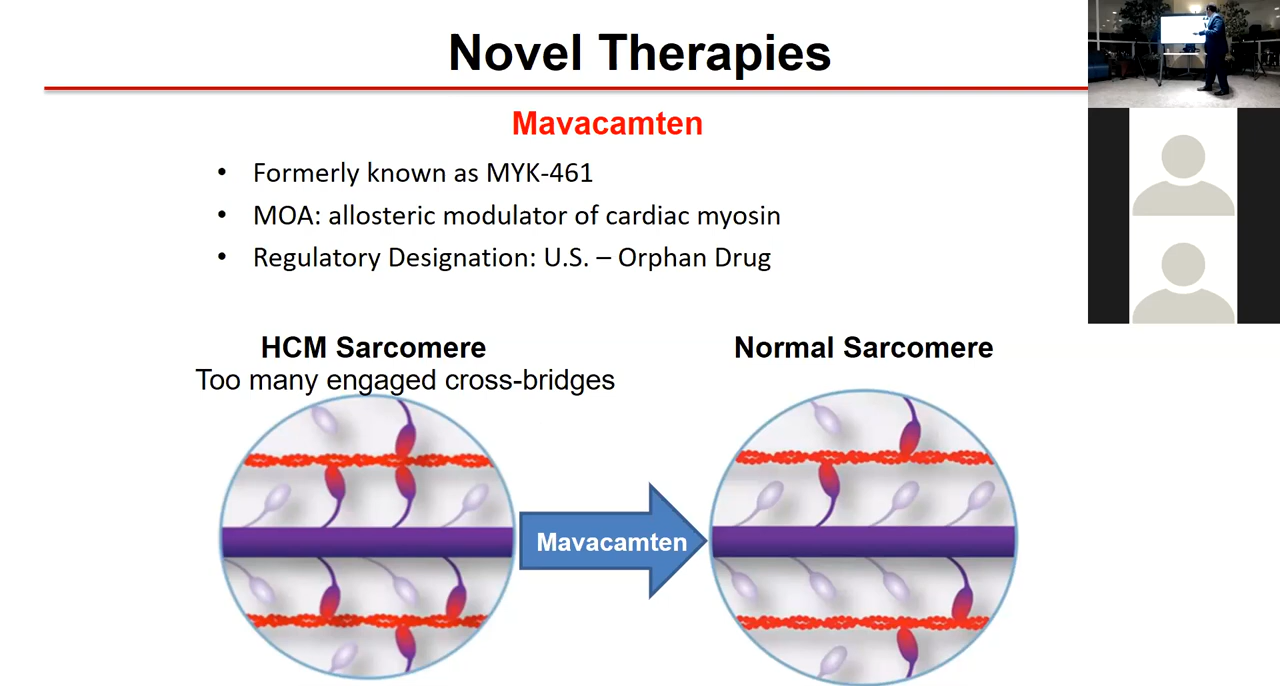 Novel Therapies
Mavacamten
• Formerly known as MYK-461
• MOA: allosteric modulator of cardiac myosin
• Regulatory Designation: U.S. – Orphan Drug
HCM Sarcomere
Too many engaged cross-bridges
Normal Sarcomere
Mavacamten